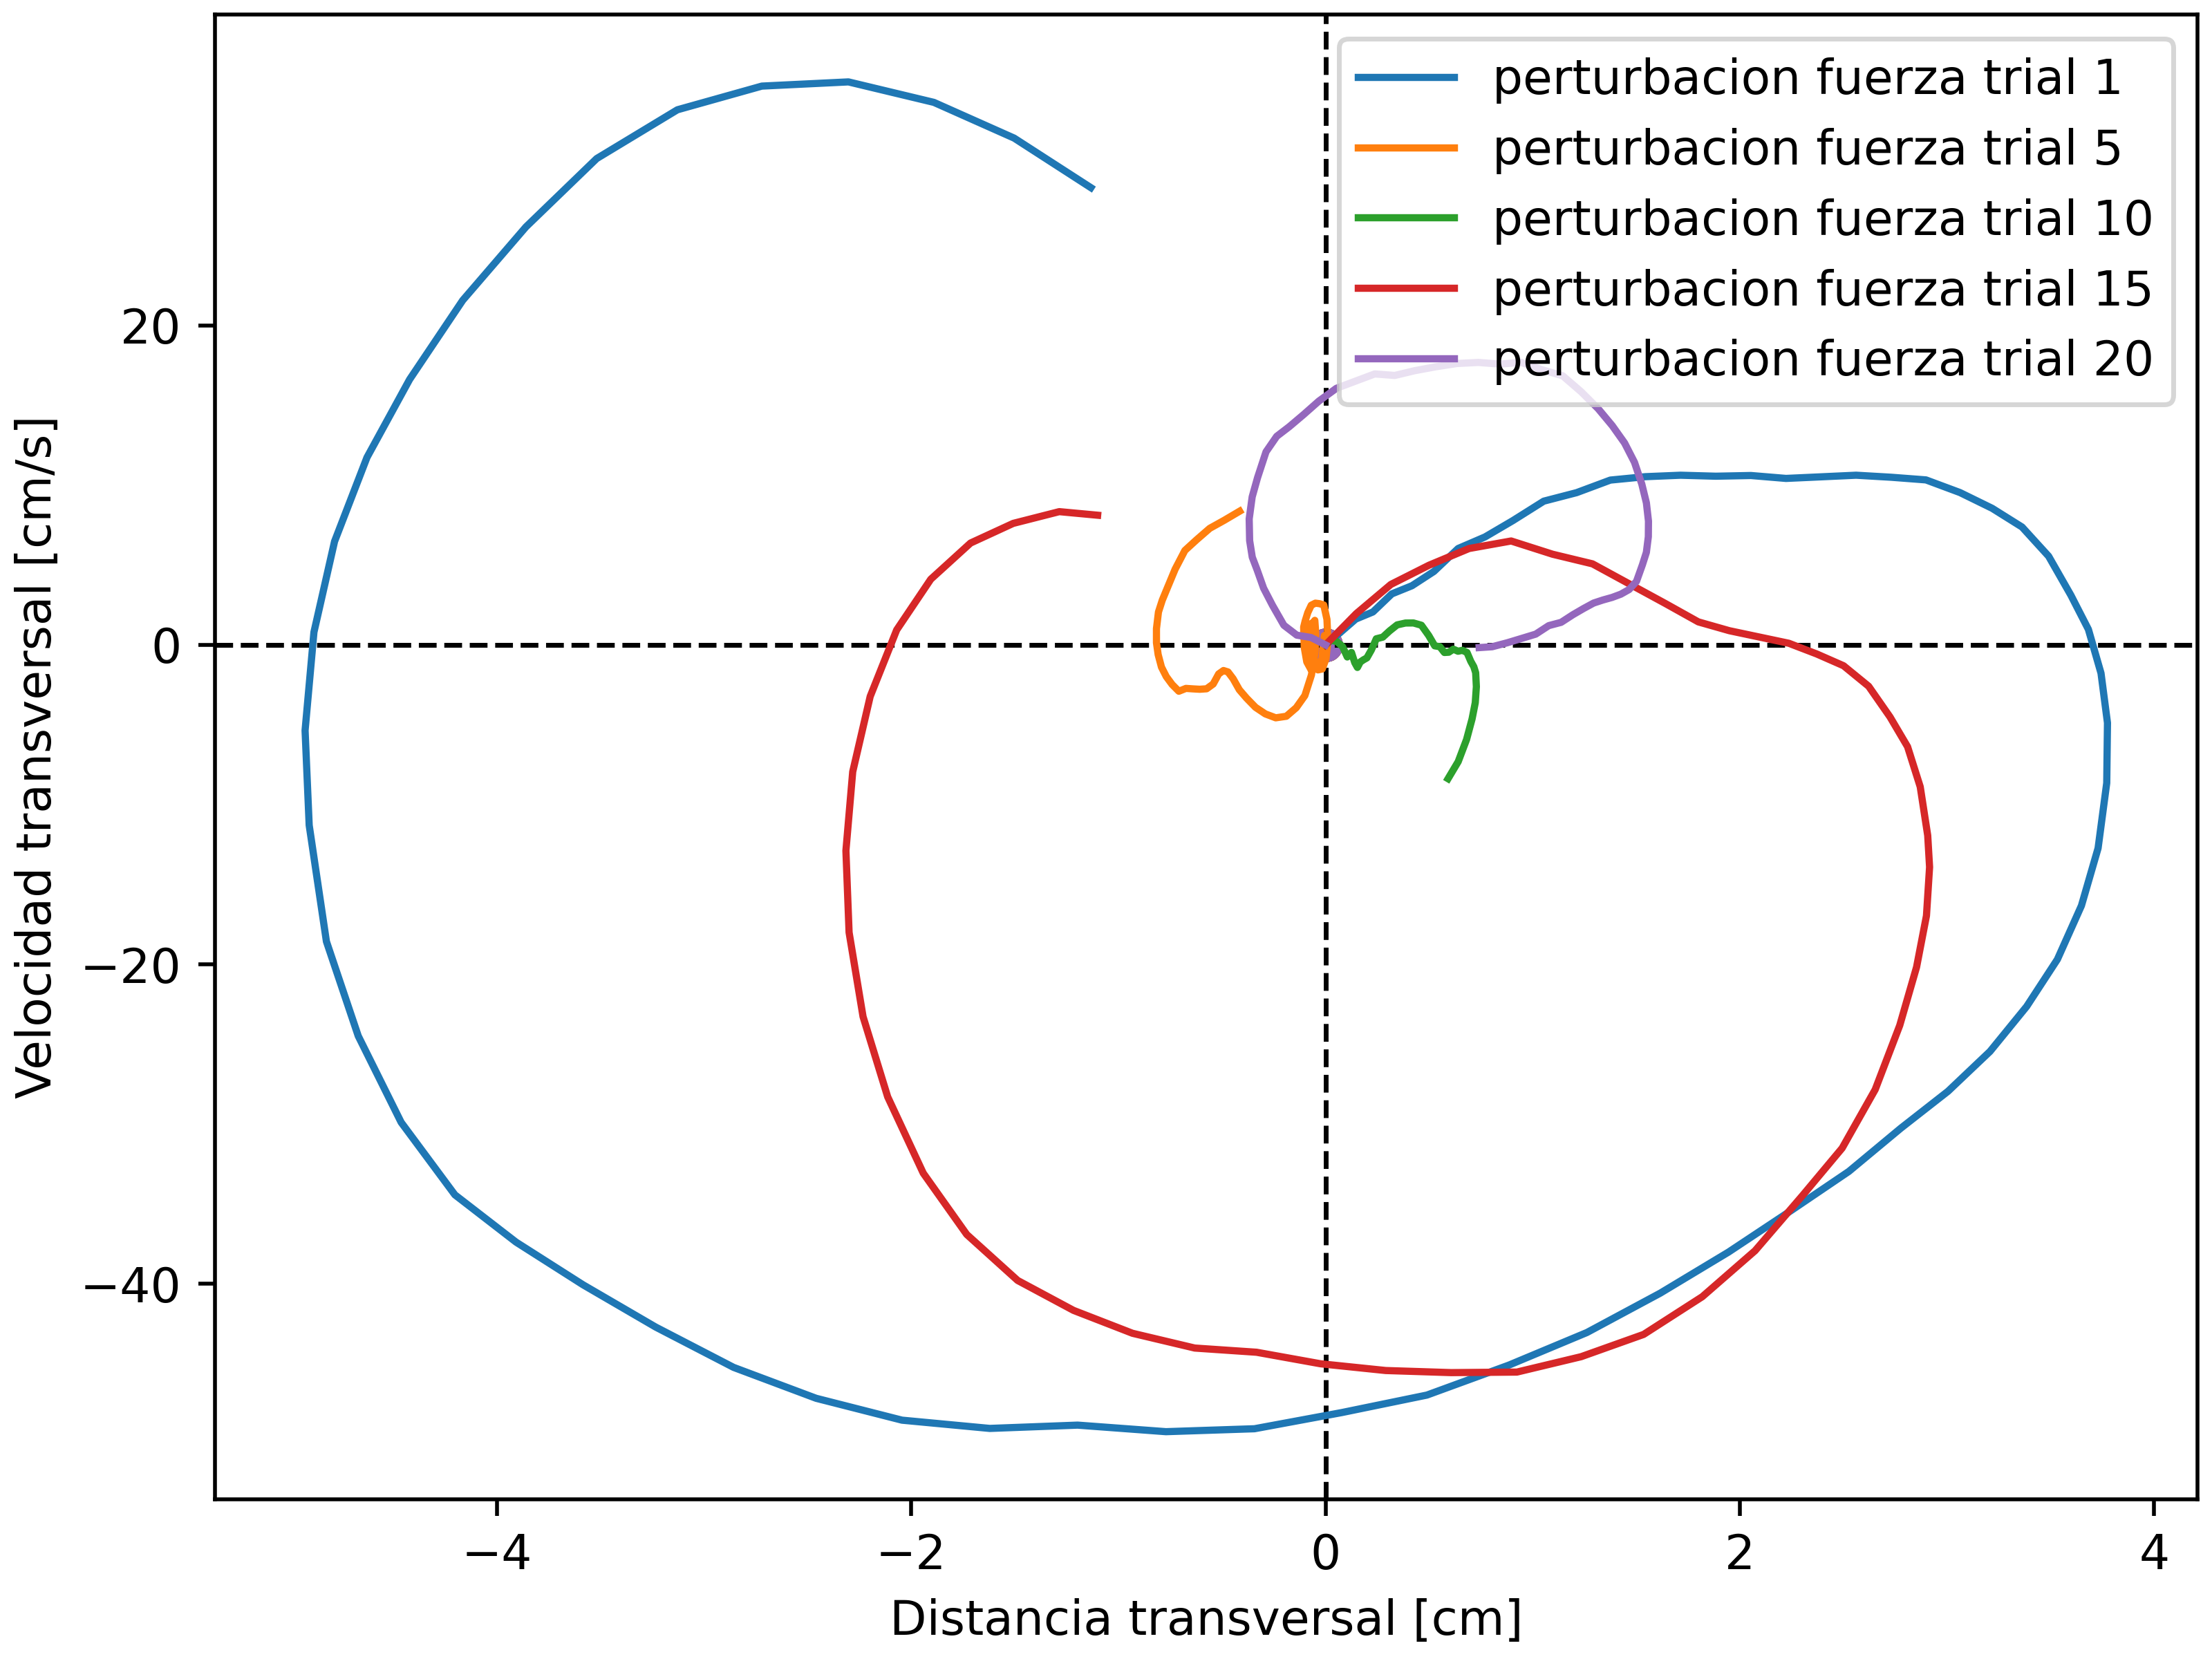 perturbacion fuerza trial 1
perturbacion fuerza trial 5
perturbacion fuerza trial 10
perturbacion fuerza trial 15
perturbacion fuerza trial 20
Velocidad transversal [cm/s]
20
0
−20
−40
−4 −2 0 2 4
Distancia transversal [cm]